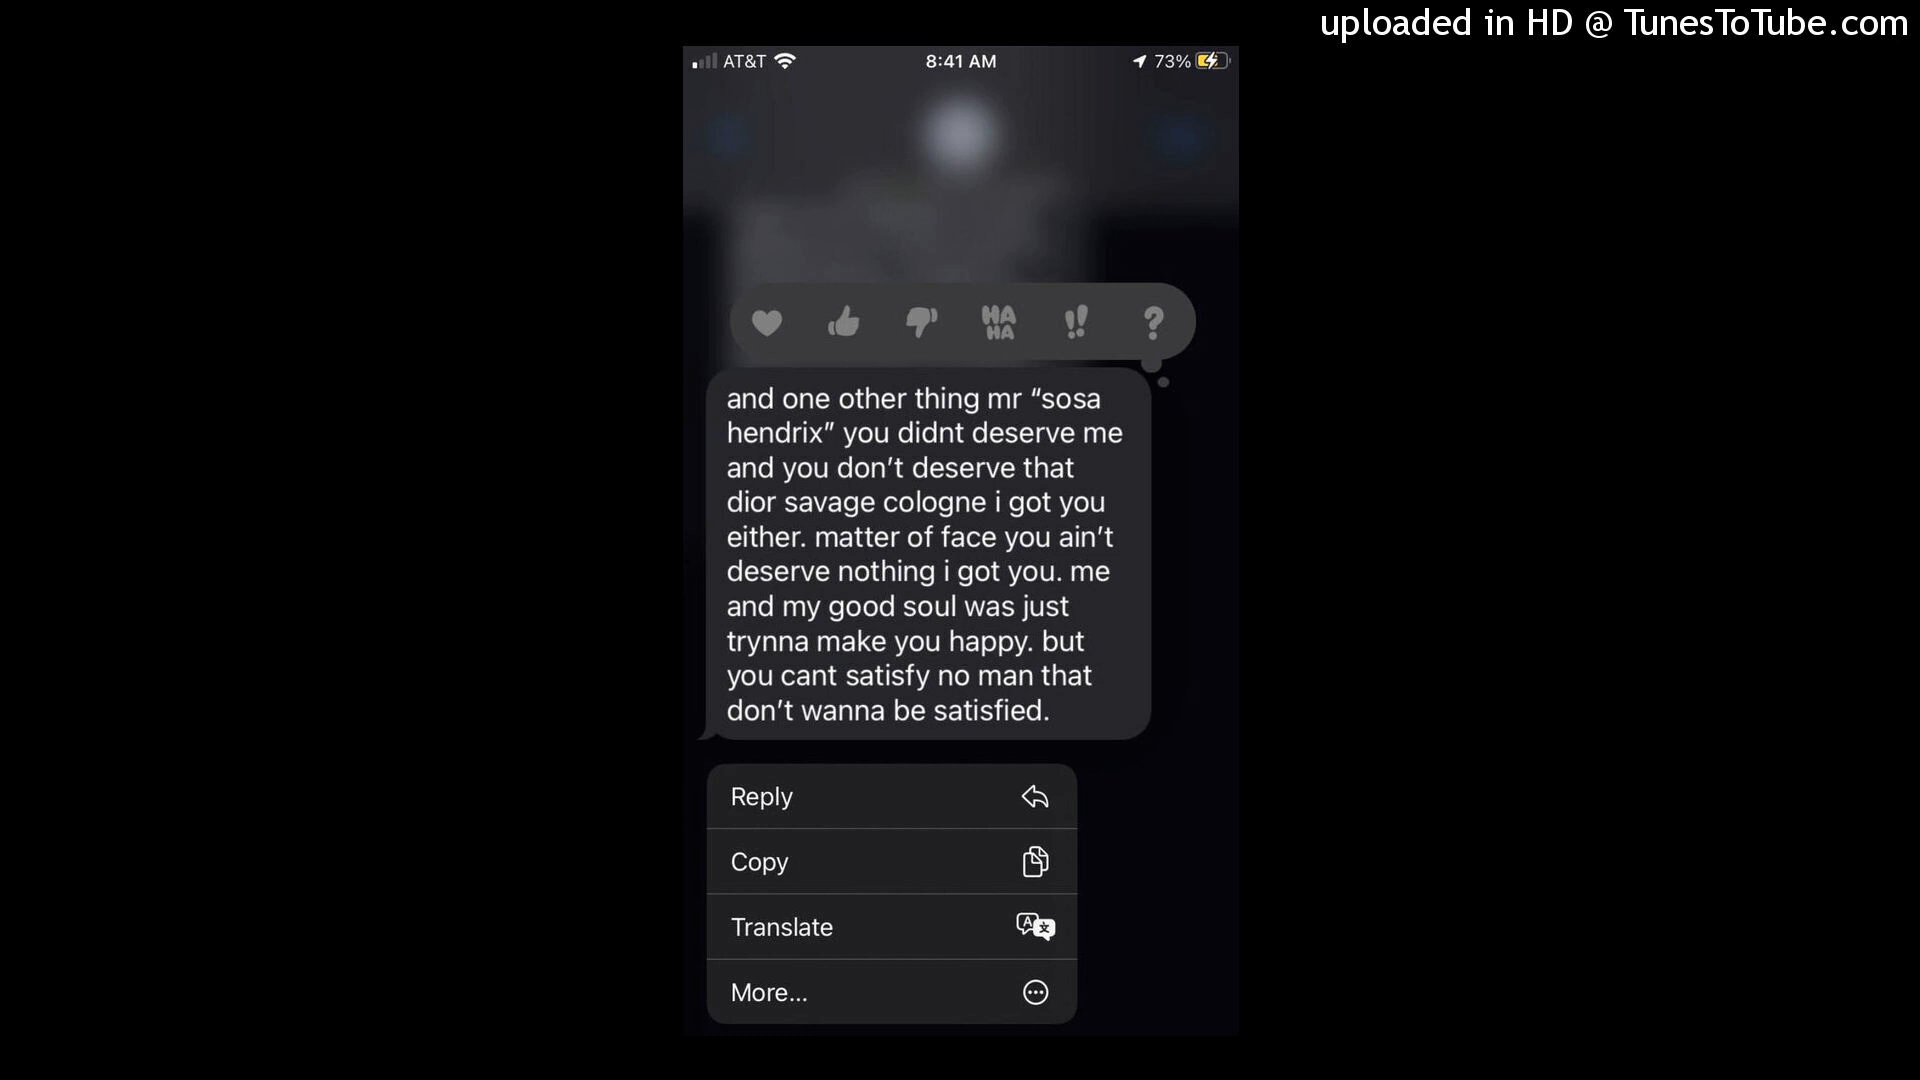 uploaded in HD @ TunesToTube.com
AT&T
8:41 AM
73%
HA
HA
!!
?
and one other thing mr “sosa
hendrix” you didnt deserve me
and you don’t deserve that
dior savage cologne i got you
either. matter of face you ain’t
deserve nothing i got you. me
and my good soul was just
trynna make you happy. but
you cant satisfy no man that
don’t wanna be satisfied.
Reply
Copy
Translate
A 文
More...